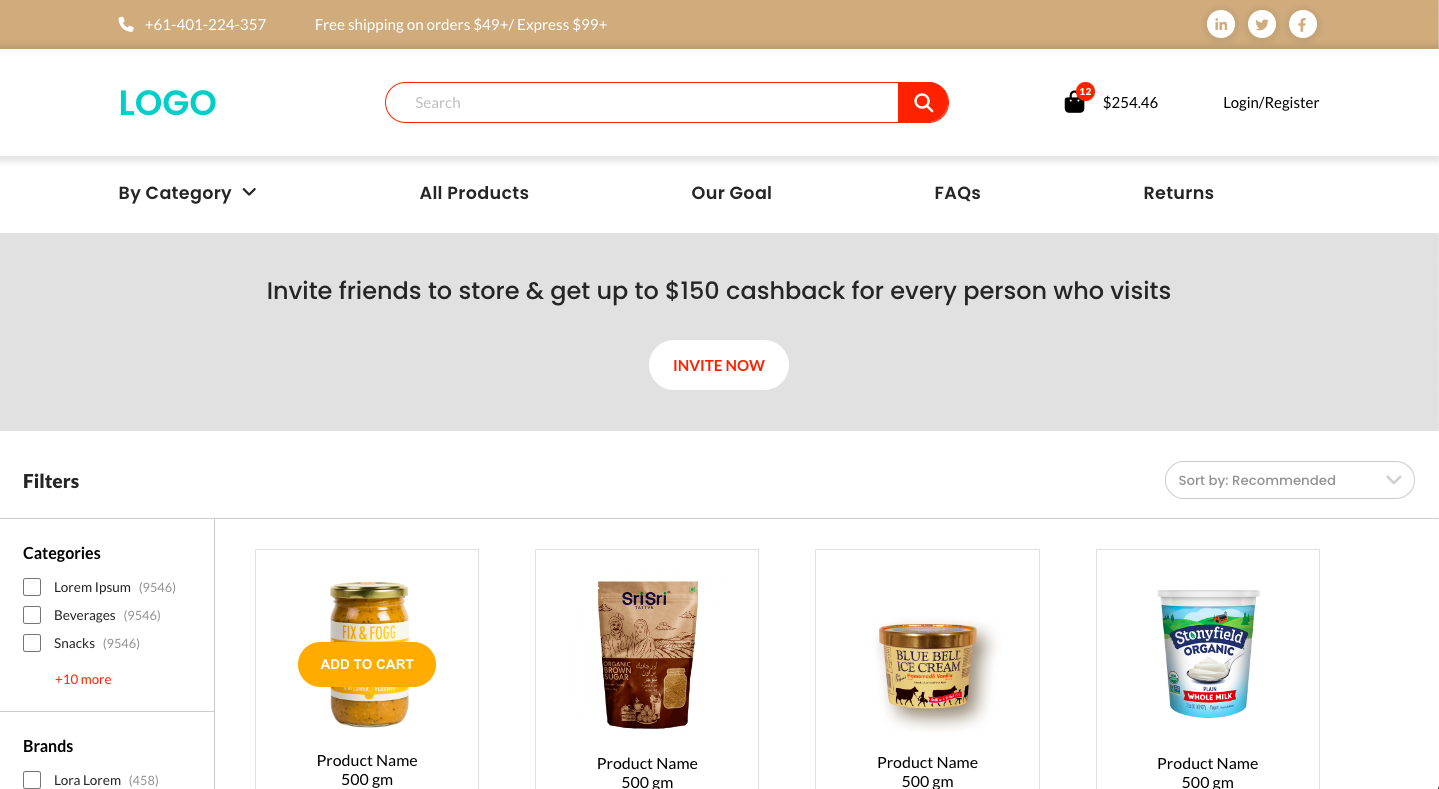 +61-401-224-357
Free shipping on orders $49+/ Express $99+
LOGO
Search
12
$254.46
Login/Register
By Category
All Products
Our Goal
FAQs
Returns
Invite friends to store & get up to $150 cashback for every person who visits
INVITE NOW
Filters
Sort by: Recommended
Categories
Lorem Ipsum (9546)
Beverages (9546)
Snacks (9546)
+10 more
Brands
Lora Lorem (458)
FIX & FOGG
ADD TO CART
Product Name
500 gm
Sri Sri
TATTVA
ORGANIC
BROWN
SUGAR
Product Name
500 gm
BLUE BELL
ICE CREAM
Homemade Vanilla
Product Name
500 gm
Stonyfield
ORGANIC
PLAIN
WHOLE MILK
Product Name
500 gm